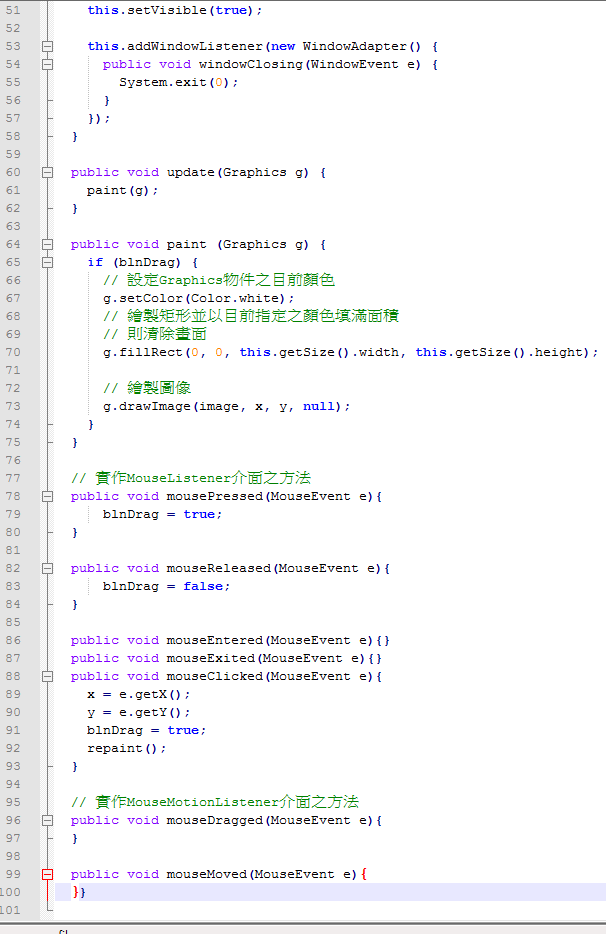 51 this.setVisible(true);
52
53 this.addWindowListener(new WindowAdapter() {
54 public void windowClosing(WindowEvent e) {
55 System.exit(0);
56 }
57 });
58 }
59
60 public void update(Graphics g) {
61 paint(g);
62 }
63
64 public void paint (Graphics g) {
65 if (blnDrag) {
66 // 設定Graphics物件之目前顏色
67 g.setColor(Color.white);
68 // 繪製矩形並以目前指定之顏色填滿面積
69 // 則清除畫面
70 g.fillRect(0, 0, this.getSize().width, this.getSize().height);
71
72 // 繪製圖像
73 g.drawImage(image, x, y, null);
74 }
75 }
76
77 // 實作MouseListener介面之方法
78 public void mousePressed(MouseEvent e){
79 blnDrag = true;
80 }
81
82 public void mouseReleased(MouseEvent e){
83 blnDrag = false;
84 }
85
86 public void mouseEntered(MouseEvent e){}
87 public void mouseExited(MouseEvent e){}
88 public void mouseClicked(MouseEvent e){
89 x = e.getX();
90 y = e.getY();
91 blnDrag = true;
92 repaint();
93 }
94
95 // 實作MouseMotionListener介面之方法
96 public void mouseDragged(MouseEvent e){
97 }
98
99 public void mouseMoved(MouseEvent e){
100 }}
101